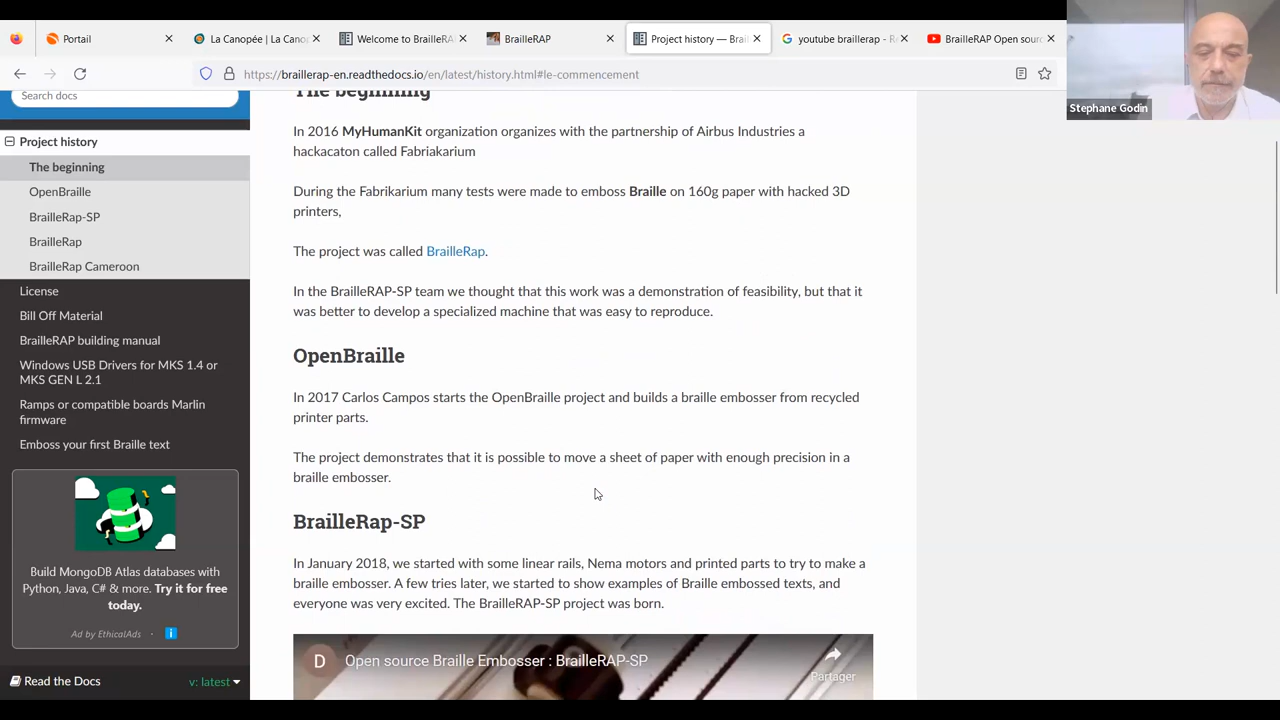 Portail
La Canopée | La Cano
Welcome to BrailleRA
BrailleRAP
Project history — Brai
youtube braillerap - Re
BrailleRAP Open sour
https://braillerap-en.readthedocs.io/en/latest/history.html#le-commencement
Stephane Godin
Search docs
Project history
The beginning
OpenBraille
BrailleRap-SP
BrailleRap
BrailleRap Cameroon
License
Bill Off Material
BrailleRAP building manual
Windows USB Drivers for MKS 1.4 or
MKS GEN L 2.1
Ramps or compatible boards Marlin
firmware
Emboss your first Braille text
Build MongoDB Atlas databases with
Python, Java, C# & more. Try it for free
today.
Ad by EthicalAds · i
Read the Docs
v: latest
The beginning
In 2016 MyHumanKit organization organizes with the partnership of Airbus Industries a
hackacaton called Fabriakarium
During the Fabrikarium many tests were made to emboss Braille on 160g paper with hacked 3D
printers,
The project was called BrailleRap.
In the BrailleRAP-SP team we thought that this work was a demonstration of feasibility, but that it
was better to develop a specialized machine that was easy to reproduce.
OpenBraille
In 2017 Carlos Campos starts the OpenBraille project and builds a braille embosser from recycled
printer parts.
The project demonstrates that it is possible to move a sheet of paper with enough precision in a
braille embosser.
BrailleRap-SP
In January 2018, we started with some linear rails, Nema motors and printed parts to try to make a
braille embosser. A few tries later, we started to show examples of Braille embossed texts, and
everyone was very excited. The BrailleRAP-SP project was born.
D
Open source Braille Embosser : BrailleRAP-SP
Partager